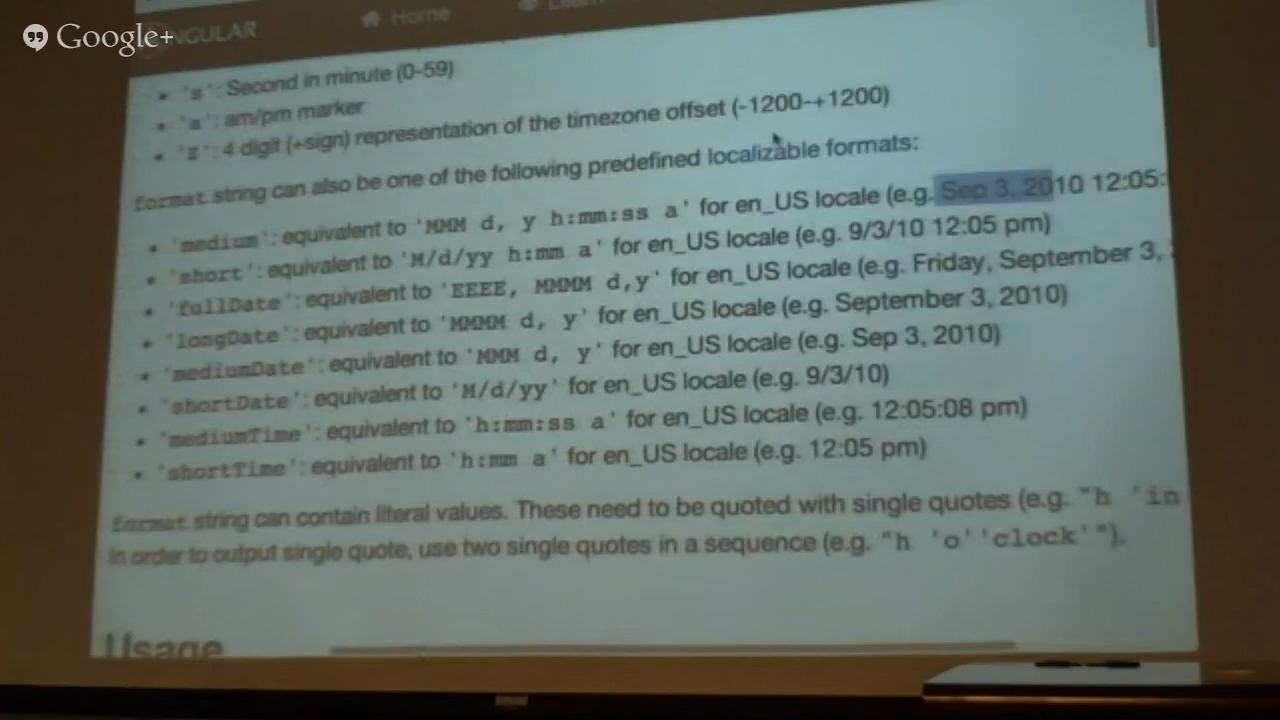 Google+
NGULAR Home Learn
• 's': Second in minute (0-59)
• 'a': am/pm marker
• 'Z': 4 digit (+sign) representation of the timezone offset (-1200-+1200)
format string can also be one of the following predefined localizable formats:
• 'medium': equivalent to 'MMM d, y h:mm:ss a' for en_US locale (e.g. Sep 3, 2010 12:05:
• 'short': equivalent to 'M/d/yy h:mm a' for en_US locale (e.g. 9/3/10 12:05 pm)
• 'fullDate': equivalent to 'EEEE, MMMM d,y' for en_US locale (e.g. Friday, September 3,
• 'longDate': equivalent to 'MMMM d, y' for en_US locale (e.g. September 3, 2010)
• 'mediumDate': equivalent to 'MMM d, y' for en_US locale (e.g. Sep 3, 2010)
• 'shortDate': equivalent to 'M/d/yy' for en_US locale (e.g. 9/3/10)
• 'mediumTime': equivalent to 'h:mm:ss a' for en_US locale (e.g. 12:05:08 pm)
• 'shortTime': equivalent to 'h:mm a' for en_US locale (e.g. 12:05 pm)
format string can contain literal values. These need to be quoted with single quotes (e.g. "h 'in
In order to output single quote, use two single quotes in a sequence (e.g. "h 'o''clock'").
Usage